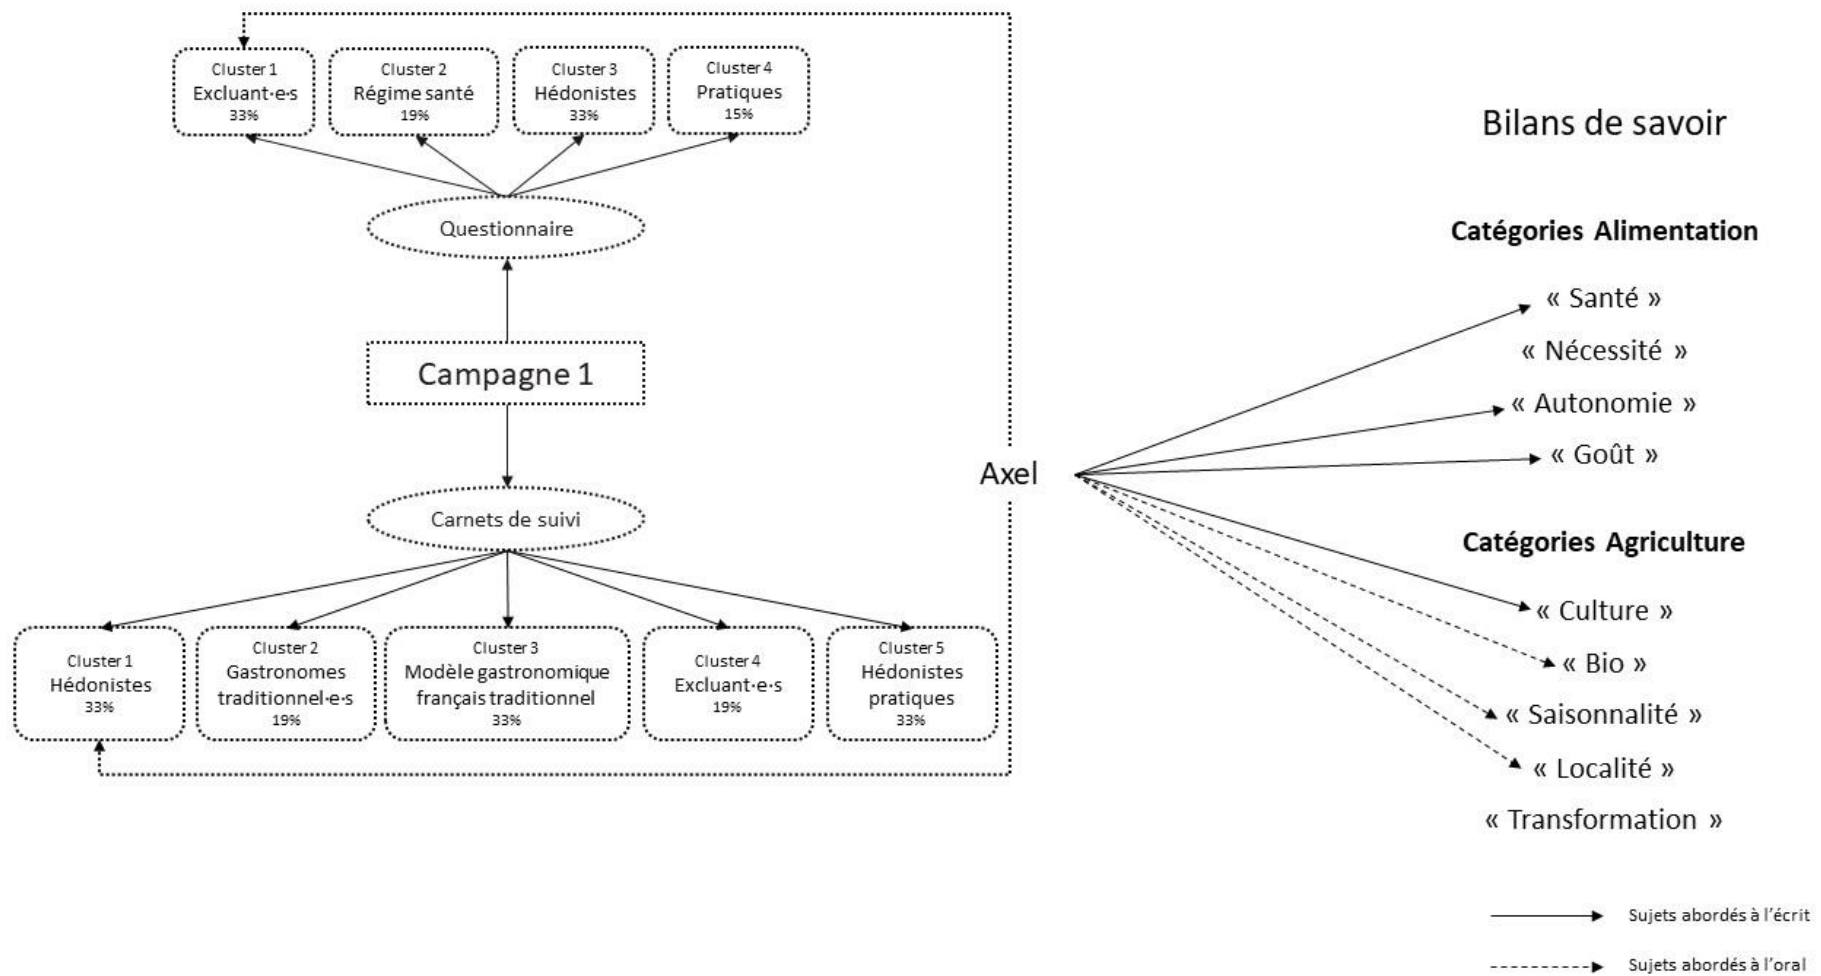 Cluster 1
Excluant·e·s
33%
Cluster 2
Régime santé
19%
Cluster 3
Hédonistes
33%
Cluster 4
Pratiques
15%
Questionnaire
Campagne 1
Carnets de suivi
Cluster 1
Hédonistes
33%
Cluster 2
Gastronomes
traditionnel·e·s
19%
Cluster 3
Modèle gastronomique
français traditionnel
33%
Cluster 4
Excluant·e·s
19%
Cluster 5
Hédonistes
pratiques
33%
Axel
Bilans de savoir
Catégories Alimentation
« Santé »
« Nécessité »
« Autonomie »
« Goût »
Catégories Agriculture
« Culture »
« Bio »
« Saisonnalité »
« Localité »
« Transformation »
Sujets abordés à l'écrit
Sujets abordés à l'oral